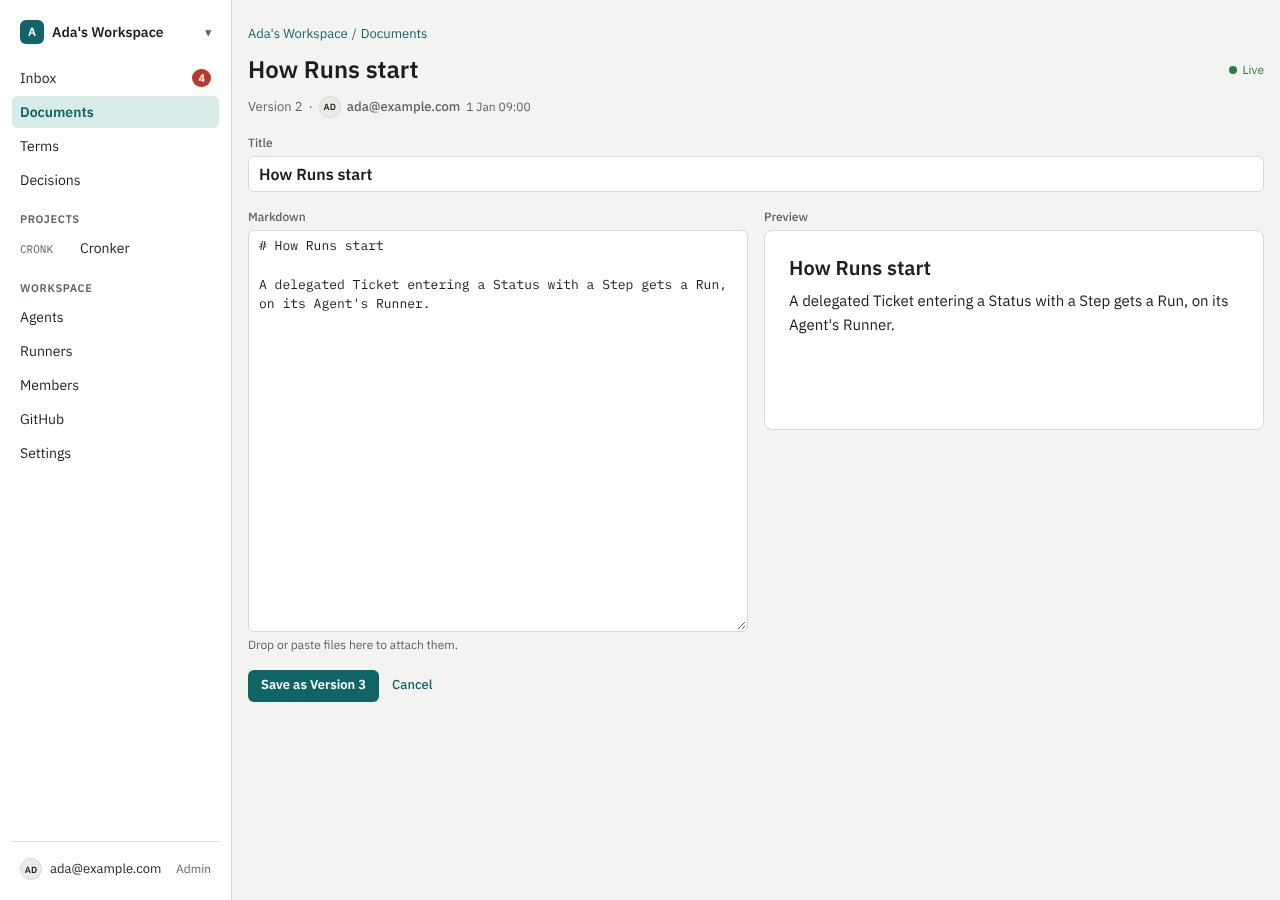 A Ada's Workspace ▾
Inbox 4
Documents
Terms
Decisions
PROJECTS
CRONK Cronker
WORKSPACE
Agents
Runners
Members
GitHub
Settings
AD ada@example.com Admin
Ada's Workspace / Documents
How Runs start
Live
Version 2 · AD ada@example.com 1 Jan 09:00
Title
How Runs start
Markdown
# How Runs start
A delegated Ticket entering a Status with a Step gets a Run,
on its Agent's Runner.
Drop or paste files here to attach them.
Save as Version 3 Cancel
Preview
How Runs start
A delegated Ticket entering a Status with a Step gets a Run, on its
Agent's Runner.